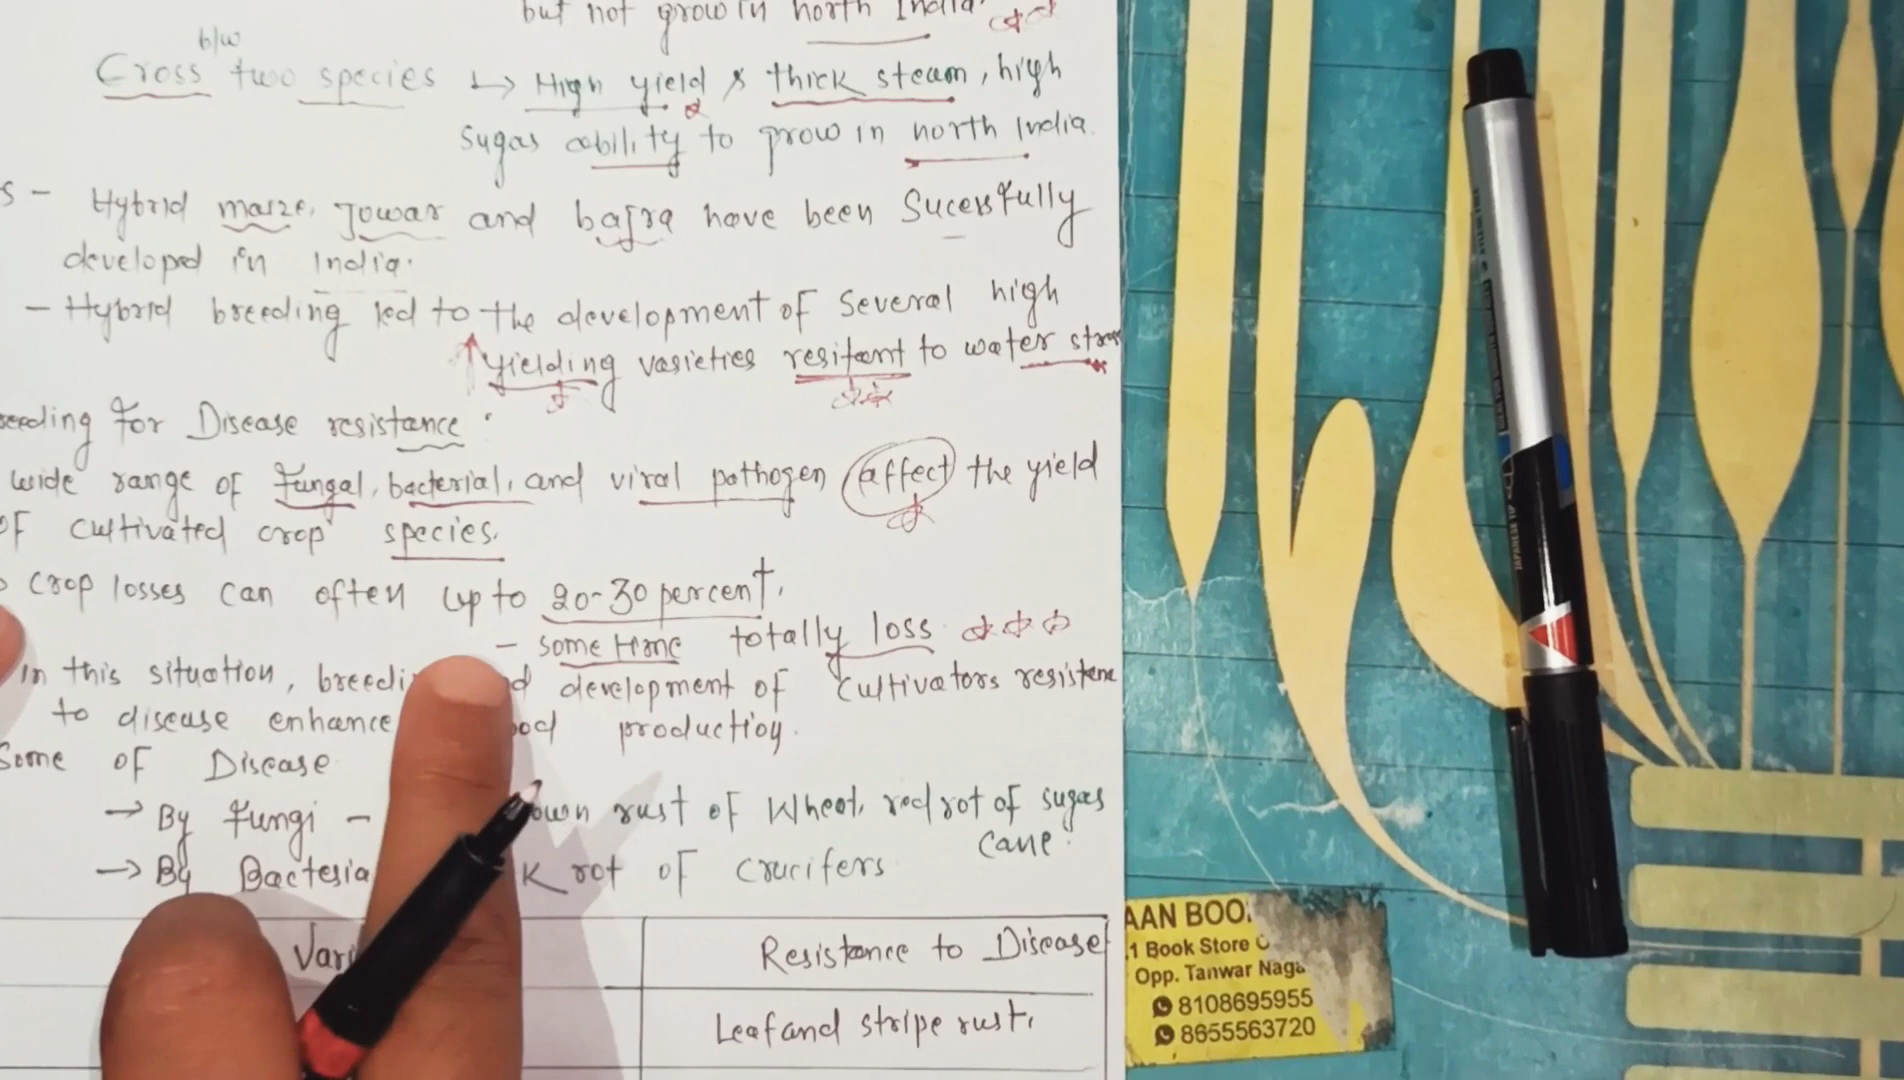 but not grow in north India.
b/w
Cross two species ↳ High yield & thick steam, high
sugar ability to grow in north India.
s - Hybrid maize, Jowar and bajra have been Sucessfully
developed in India.
- Hybrid breeding led to the development of several high
↑ yielding varieties resitant to water
eeding for Disease resistance:
wide range of fungal, bacterial, and viral pathogen affect the yield
of cultivated crop species.
crop losses can often up to 20-30 percent.
- some time totally loss
In this situation, breedi development of cultivators
to disease enhance ood production.
Some of Disease
→ By fungi - own rust of wheat, red rot of sugar
cane.
→ By Bacteria k rot of crucifers
Vari
Resistance to Disease
Leaf and stripe rust,
AAN BOO
1 Book Store
Opp. Tanwar Naga
8108695955
8655563720
JAPANESE TIP